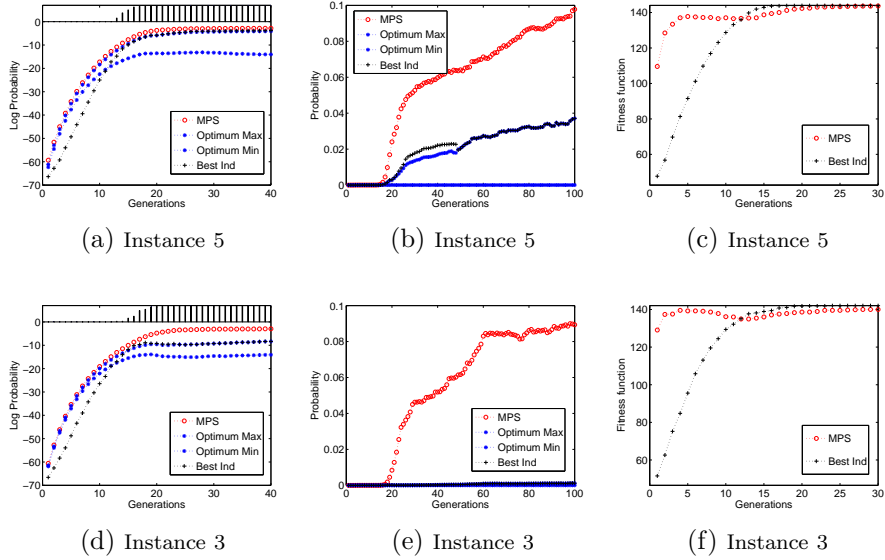 0
−10
−20
−30
−40
−50
−60
−70
Log Probability
0 10 20 30 40
Generations
MPS
Optimum Max
Optimum Min
Best Ind
(a) Instance 5
0.1
0.08
0.06
0.04
0.02
0
Probability
0 20 40 60 80 100
Generations
MPS
Optimum Max
Optimum Min
Best Ind
(b) Instance 5
140
120
100
80
60
Fitness function
0 5 10 15 20 25 30
Generations
MPS
Best Ind
(c) Instance 5
0
−10
−20
−30
−40
−50
−60
−70
Log Probability
0 10 20 30 40
Generations
MPS
Optimum Max
Optimum Min
Best Ind
(d) Instance 3
0.1
0.08
0.06
0.04
0.02
0
Probability
0 20 40 60 80 100
Generations
MPS
Optimum Max
Optimum Min
Best Ind
(e) Instance 3
140
120
100
80
60
Fitness function
0 5 10 15 20 25 30
Generations
MPS
Best Ind
(f) Instance 3